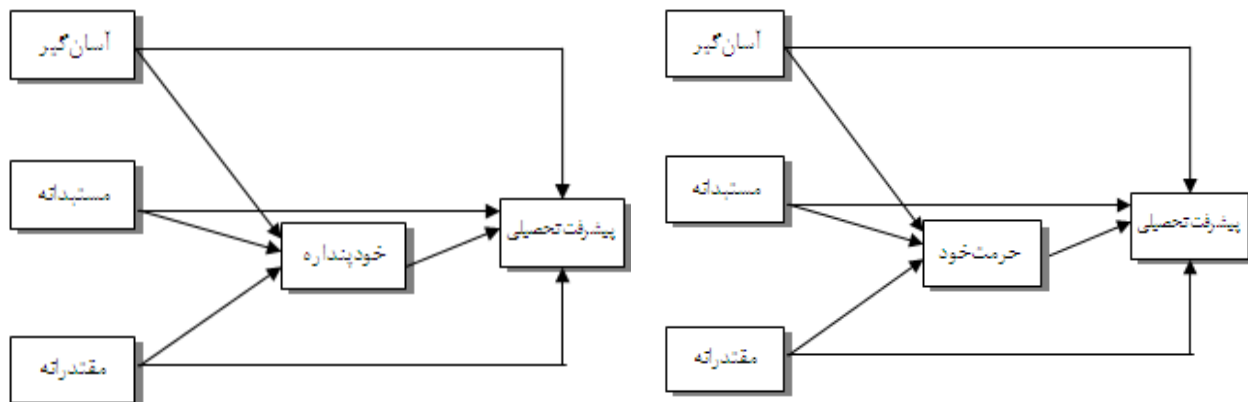 آسان‌گیر
مستبدانه
مقتدرانه
خودپنداره
پیشرفت تحصیلی
آسان‌گیر
مستبدانه
مقتدرانه
حرمت‌خود
پیشرفت تحصیلی